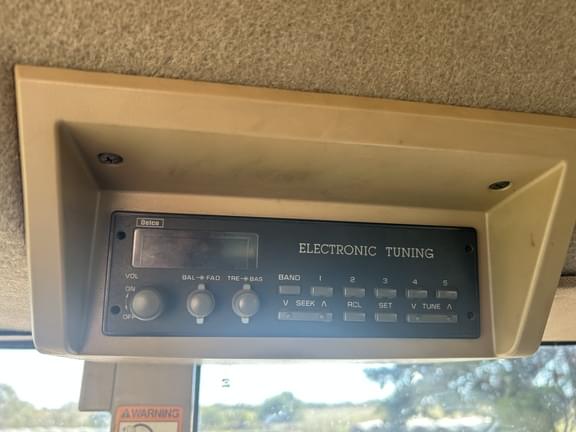 Delco
ELECTRONIC TUNING
VOL BAL FAD TRE BAS BAND 1 2 3 4 5
ON
OFF
V SEEK Λ RCL SET V TUNE Λ
WARNING